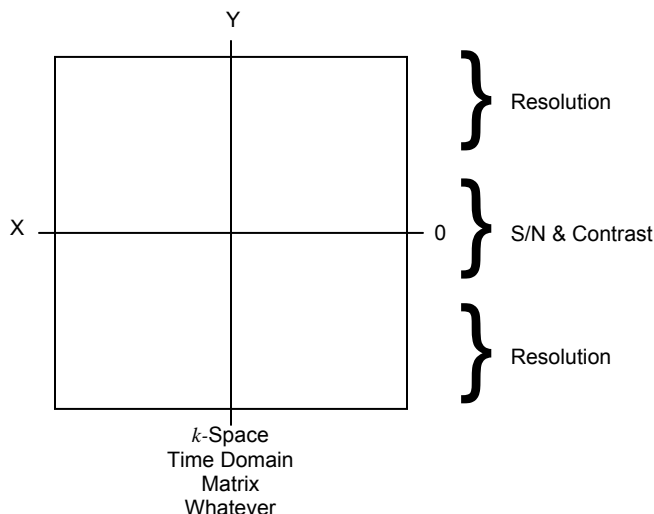 Y
Resolution
X
0
S/N & Contrast
Resolution
k-Space
Time Domain
Matrix
Whatever